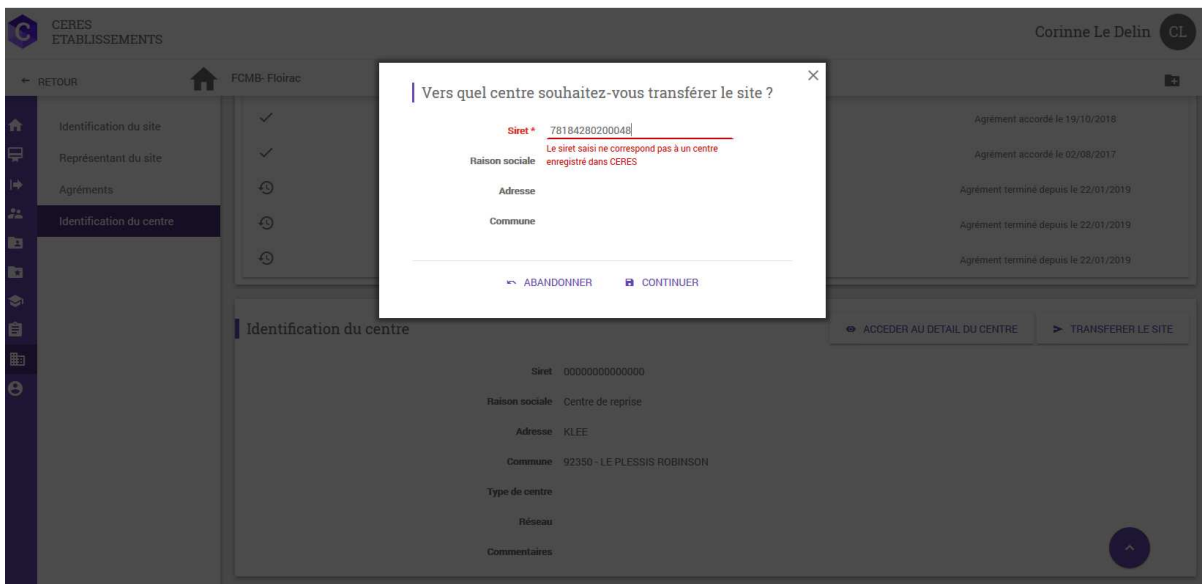 CERES
ETABLISSEMENTS
Corinne Le Delin CL
← RETOUR
FCMB- Floirac
Vers quel centre souhaitez-vous transférer le site ?
Siret * 78184280200048
Le siret saisi ne correspond pas à un centre
enregistré dans CERES
Raison sociale
Adresse
Commune
ABANDONNER CONTINUER
Identification du site
Représentant du site
Agréments
Identification du centre
Agrément accordé le 19/10/2018
Agrément accordé le 02/08/2017
Agrément terminé depuis le 22/01/2019
Agrément terminé depuis le 22/01/2019
Agrément terminé depuis le 22/01/2019
Identification du centre
ACCEDER AU DETAIL DU CENTRE TRANSFERER LE SITE
Siret 00000000000000
Raison sociale Centre de reprise
Adresse KLEE
Commune 92350 - LE PLESSIS ROBINSON
Type de centre
Réseau
Commentaires